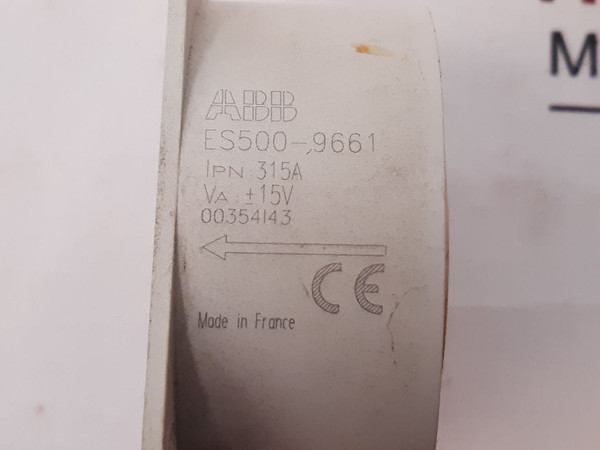 ABB
ES500-9661
IPN: 315A
VA: ±15V
00354143
CE
Made in France
M